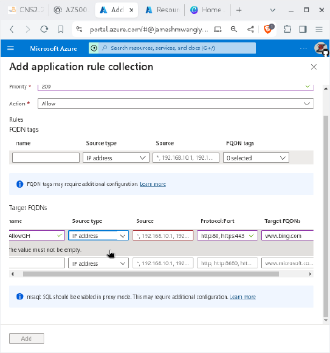 CNS2.
AZ500
Add
Resour
Home
portal.azure.com/#@jamashmwangiy...
Microsoft Azure
Search resources, services, and docs (G+/)
Add application rule collection
Priority *
200
Action *
Allow
Rules
FQDN tags
name
Source type
Source
FQDN tags
IP address
*, 192.168.10.1, 192.1...
0 selected
FQDN tags may require additional configuration. Learn more
Target FQDNs
name
Source type
Source
Protocol:Port
Target FQDNs
AllowGH
IP address
*, 192.168.10.1, 192...
http:80, https:443
www.bing.com
The value must not be empty.
IP address
*, 192.168.10.1, 192...
http, http:8080, htt...
www.microsoft.co...
mssql: SQL should be enabled in proxy mode. This may require additional configuration. Learn more
Add